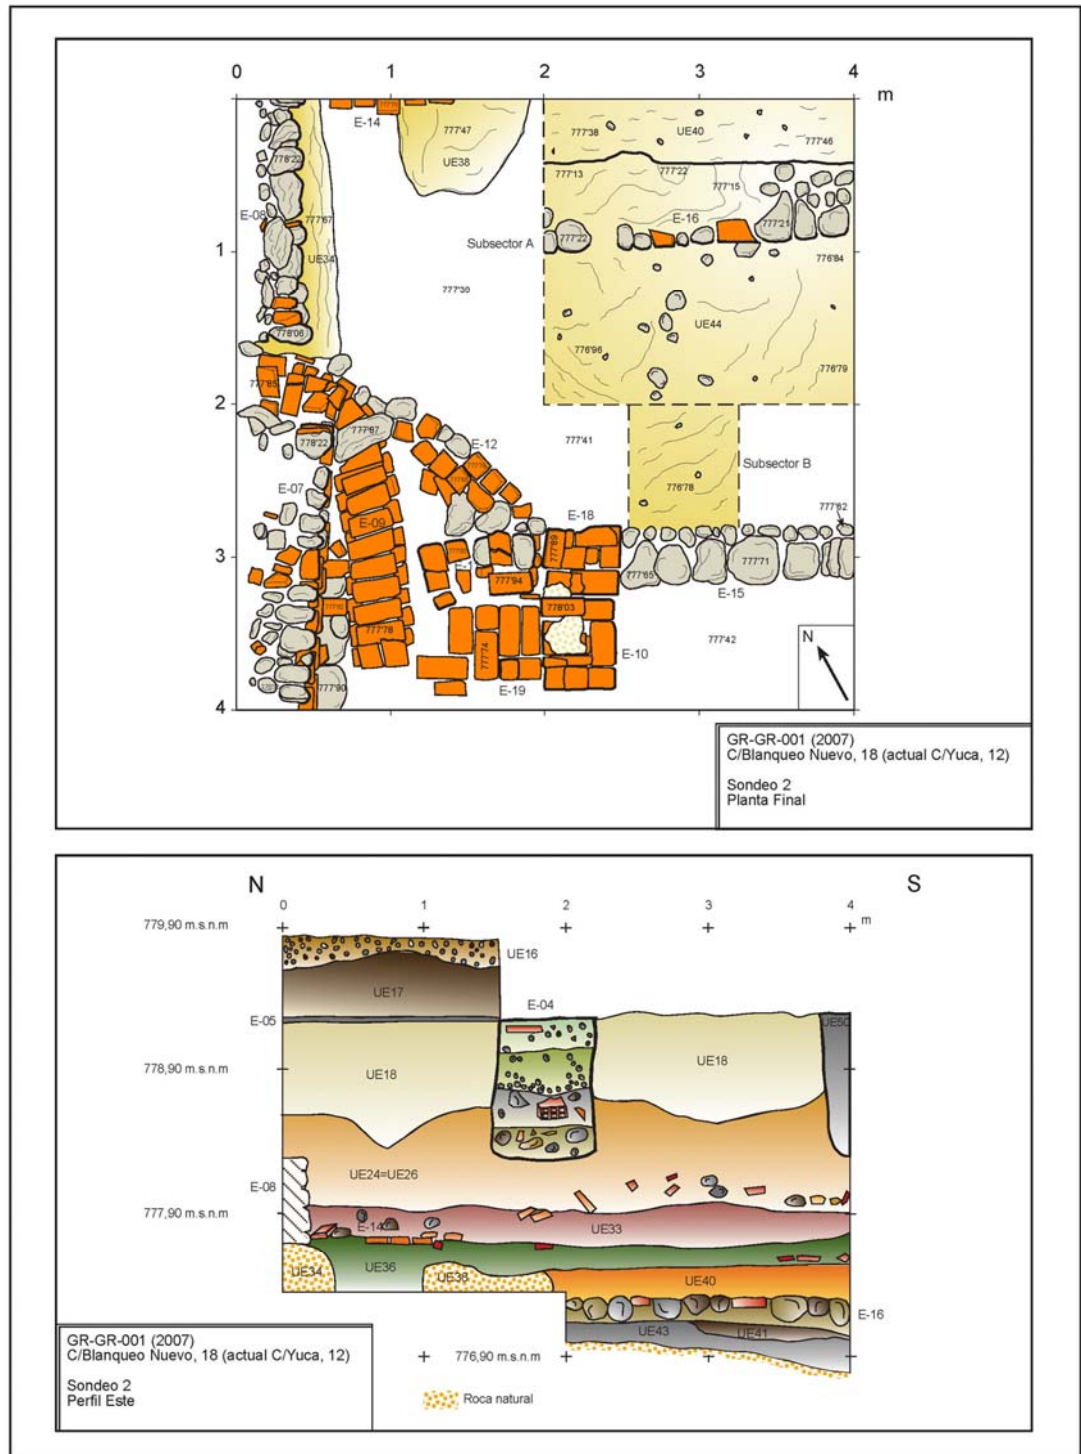 0 1 2 3 4
m
E-14
777'47
777'38
UE40
777'46
778'22
UE38
777'13
777'22
777'15
E-08
777'67
E-16
777'21
777'22
Subsector A
1
UE34
776'84
777'39
UE44
778'06
776'96
776'79
777'85
2
777'87
778'22
777'41
E-12
Subsector B
776'78
E-07
777'62
E-09
E-18
777'89
3
E-1
777'94
777'65
777'71
E-15
778'03
777'78
777'74
777'42
N
E-10
777'90
E-19
4
GR-GR-001 (2007)
C/Blanqueo Nuevo, 18 (actual C/Yuca, 12)
Sondeo 2
Planta Final
N S
0 1 2 3 4
m
779,90 m.s.n.m
UE16
UE17
E-04
E-05
UE50
778,90 m.s.n.m
UE18
UE18
UE24=UE26
E-08
777,90 m.s.n.m
E-14
UE33
UE34
UE36
UE38
UE40
E-16
UE43
UE41
776,90 m.s.n.m
Roca natural
GR-GR-001 (2007)
C/Blanqueo Nuevo, 18 (actual C/Yuca, 12)
Sondeo 2
Perfil Este